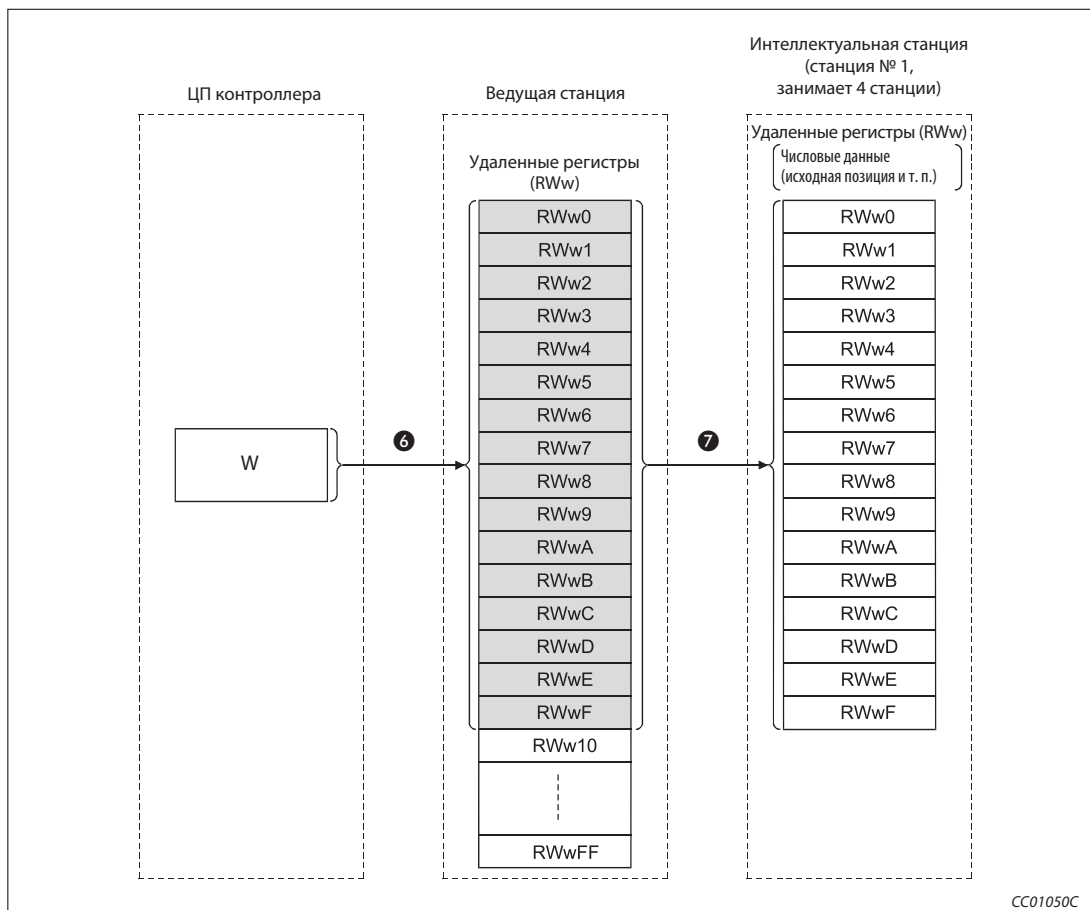 ЦП контроллера
Ведущая станция
Интеллектуальная станция
(станция № 1,
занимает 4 станции)
Удаленные регистры
(RWw)
Удаленные регистры (RWw)
Числовые данные
(исходная позиция и т. п.)
W
6
7
RWw0
RWw1
RWw2
RWw3
RWw4
RWw5
RWw6
RWw7
RWw8
RWw9
RWwA
RWwB
RWwC
RWwD
RWwE
RWwF
RWw10
RWwFF
RWw0
RWw1
RWw2
RWw3
RWw4
RWw5
RWw6
RWw7
RWw8
RWw9
RWwA
RWwB
RWwC
RWwD
RWwE
RWwF
CC01050C